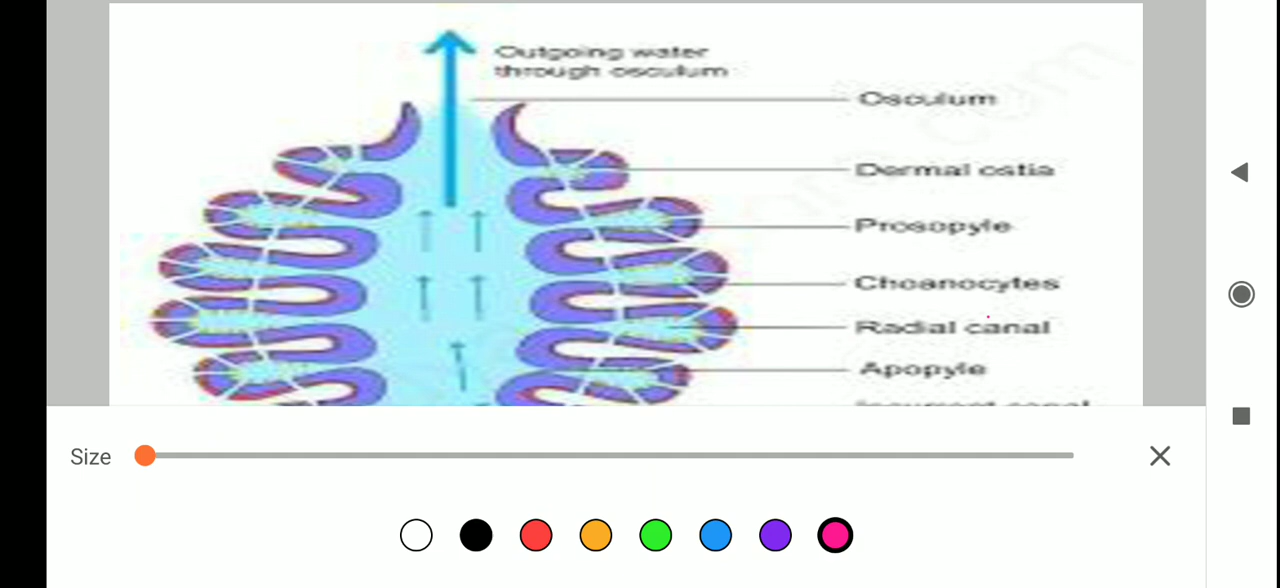 Outgoing water
through osculum
Osculum
Dermal ostia
Prosopyle
Choanocytes
Radial canal
Apopyle
Size